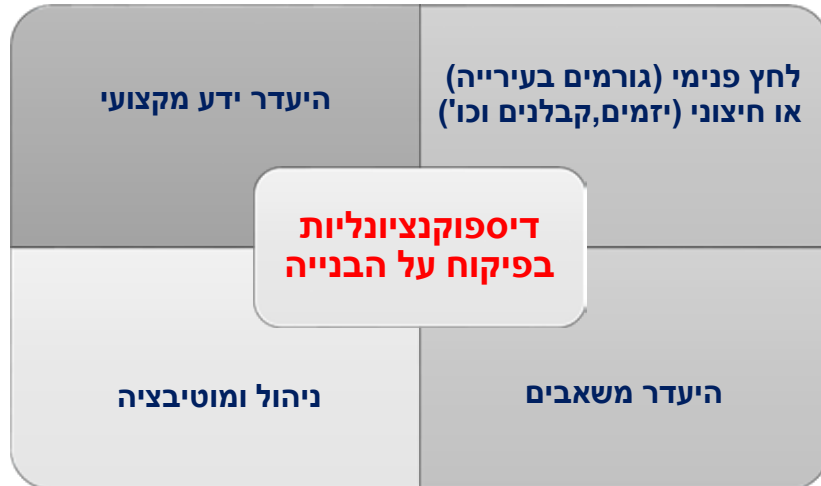 לחץ פנימי (גורמים בעירייה)
או חיצוני (יזמים,קבלנים וכו')
היעדר ידע מקצועי
דיספוקנציונליות
בפיקוח על הבנייה
היעדר משאבים
ניהול ומוטיבציה